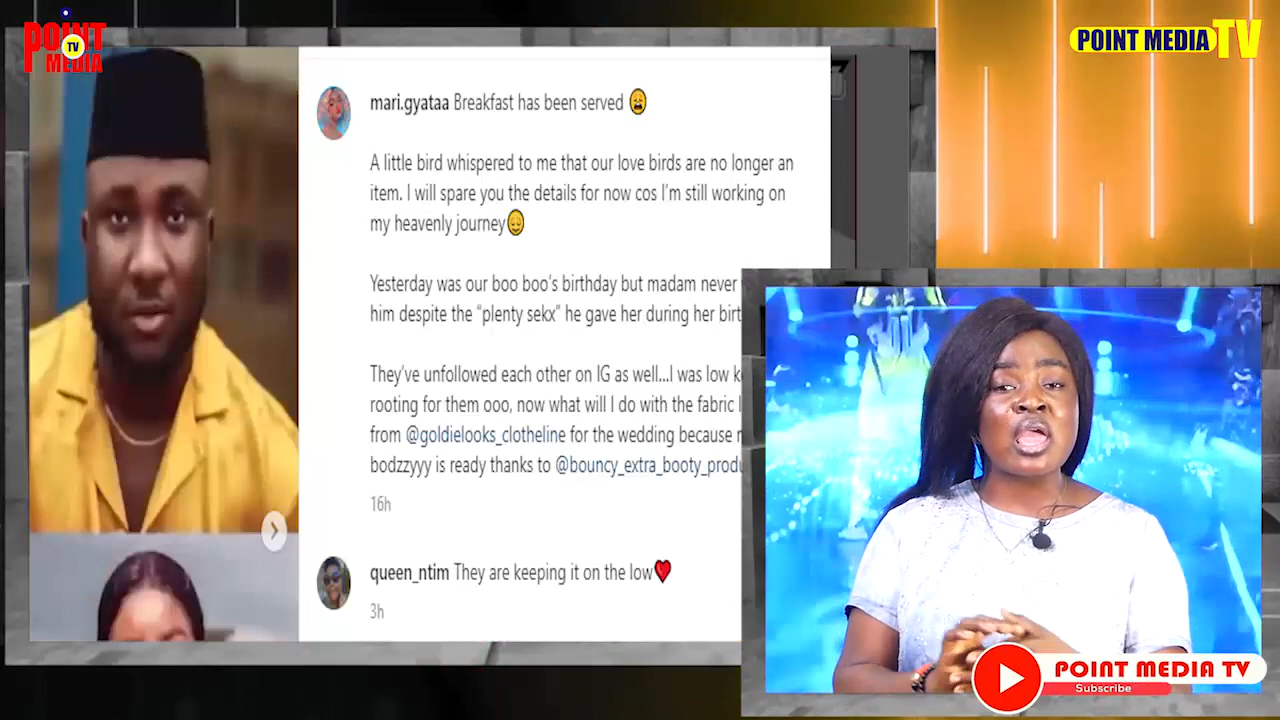 POINT
TV
MEDIA
POINT MEDIA TV
mari.gyataa Breakfast has been served
A little bird whispered to me that our love birds are no longer an
item. I will spare you the details for now cos I'm still working on
my heavenly journey
Yesterday was our boo boo's birthday but madam never
him despite the “plenty sekx” he gave her during her
They've unfollowed each other on IG as well...I was low
rooting for them ooo, now what will I do with the fabric I
from @goldielooks_clotheline for the wedding because
bodzzyyy is ready thanks to @bouncy_extra_booty_produ
16h
queen_ntim They are keeping it on the low
3h
POINT MEDIA TV
Subscribe